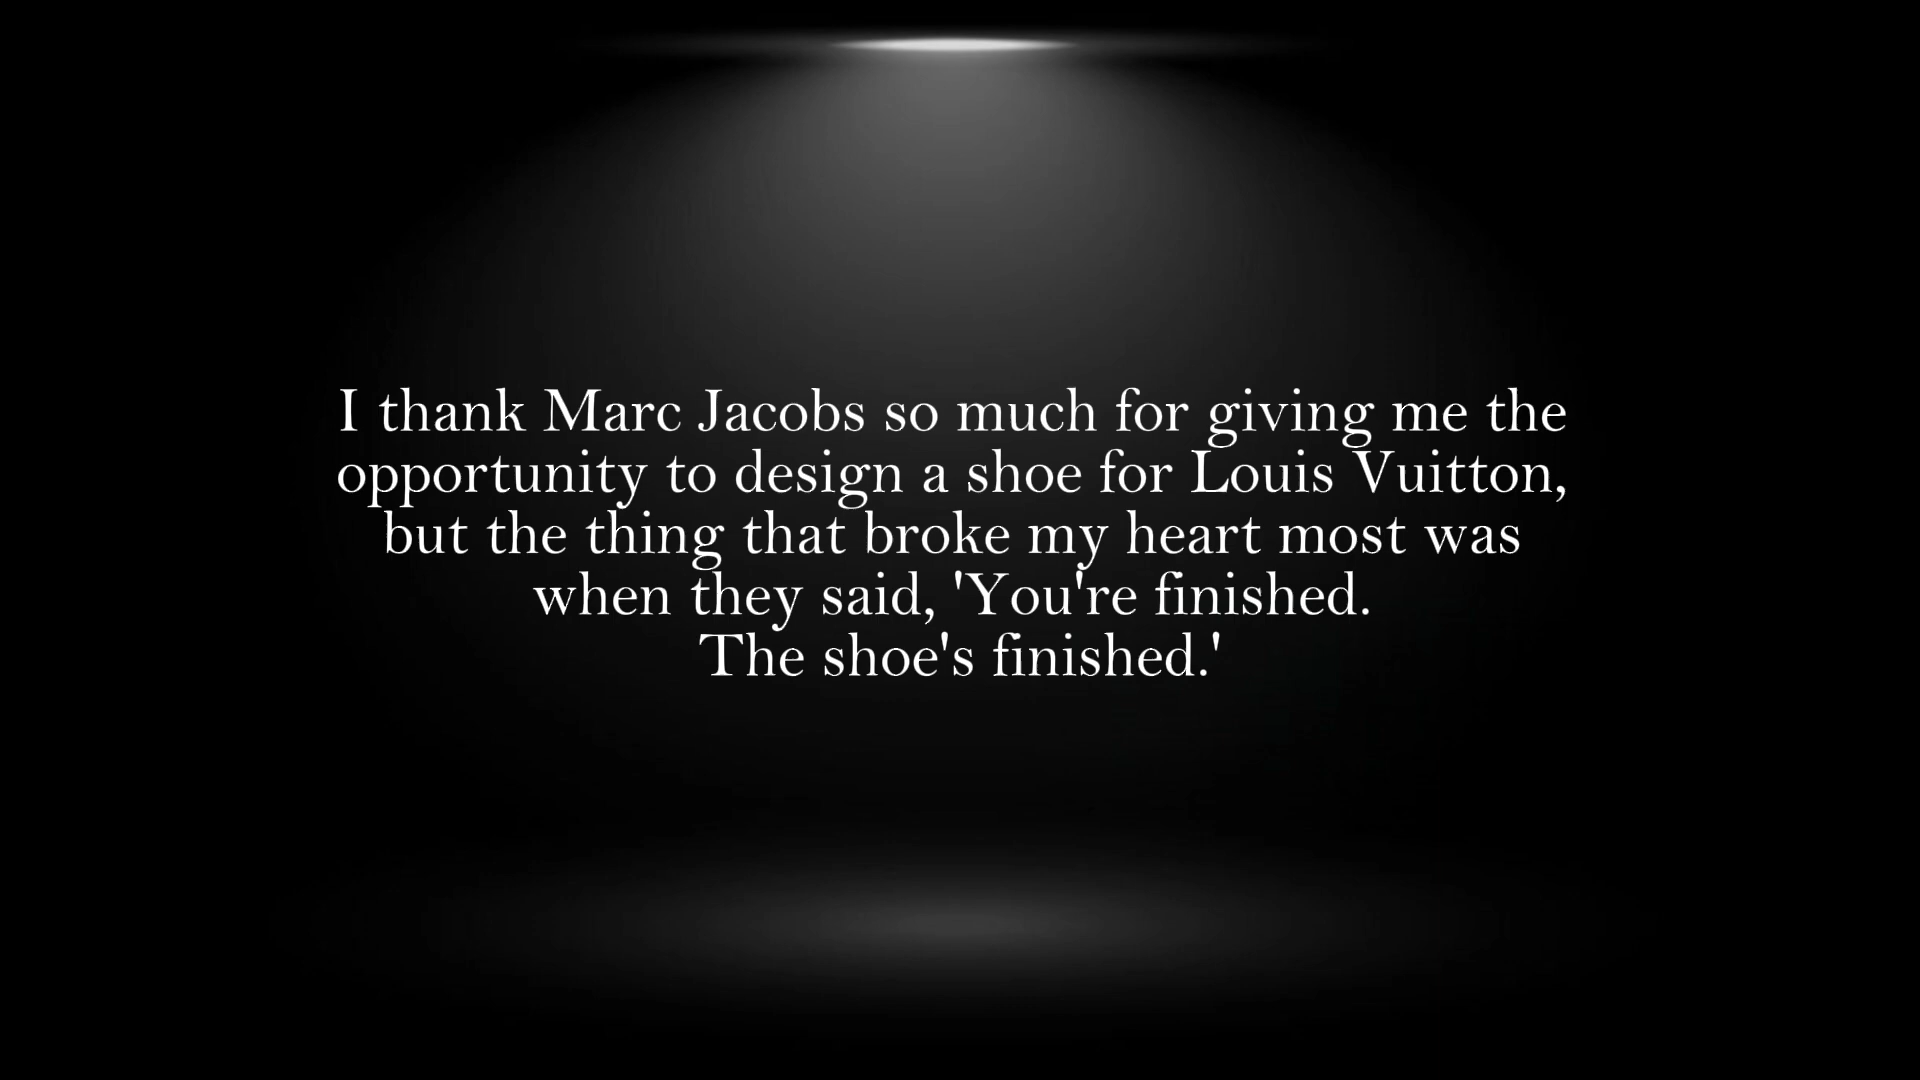 I thank Marc Jacobs so much for giving me the
opportunity to design a shoe for Louis Vuitton,
but the thing that broke my heart most was
when they said, 'You're finished.
The shoe's finished.'